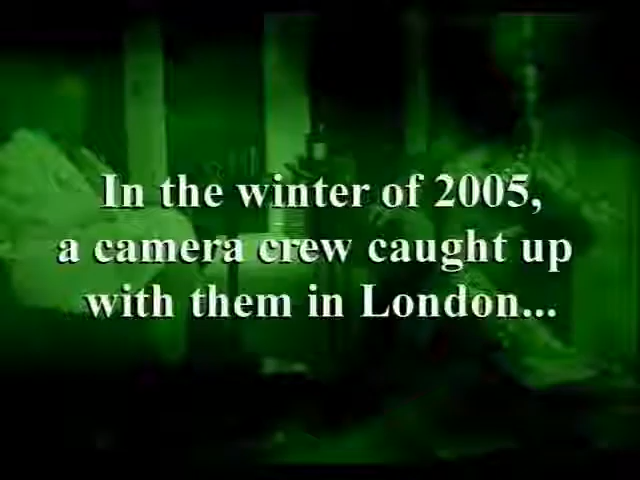 In the winter of 2005,
a camera crew caught up
with them in London...